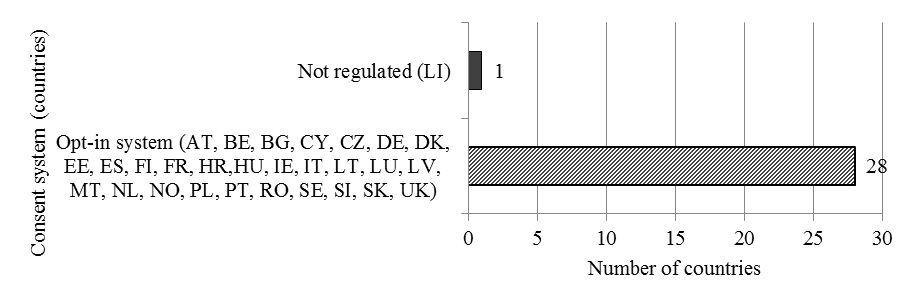 Consent system (countries)
Not regulated (LI)
1
Opt-in system (AT, BE, BG, CY, CZ, DE, DK,
EE, ES, FI, FR, HR,HU, IE, IT, LT, LU, LV,
MT, NL, NO, PL, PT, RO, SE, SI, SK, UK)
28
0 5 10 15 20 25 30
Number of countries